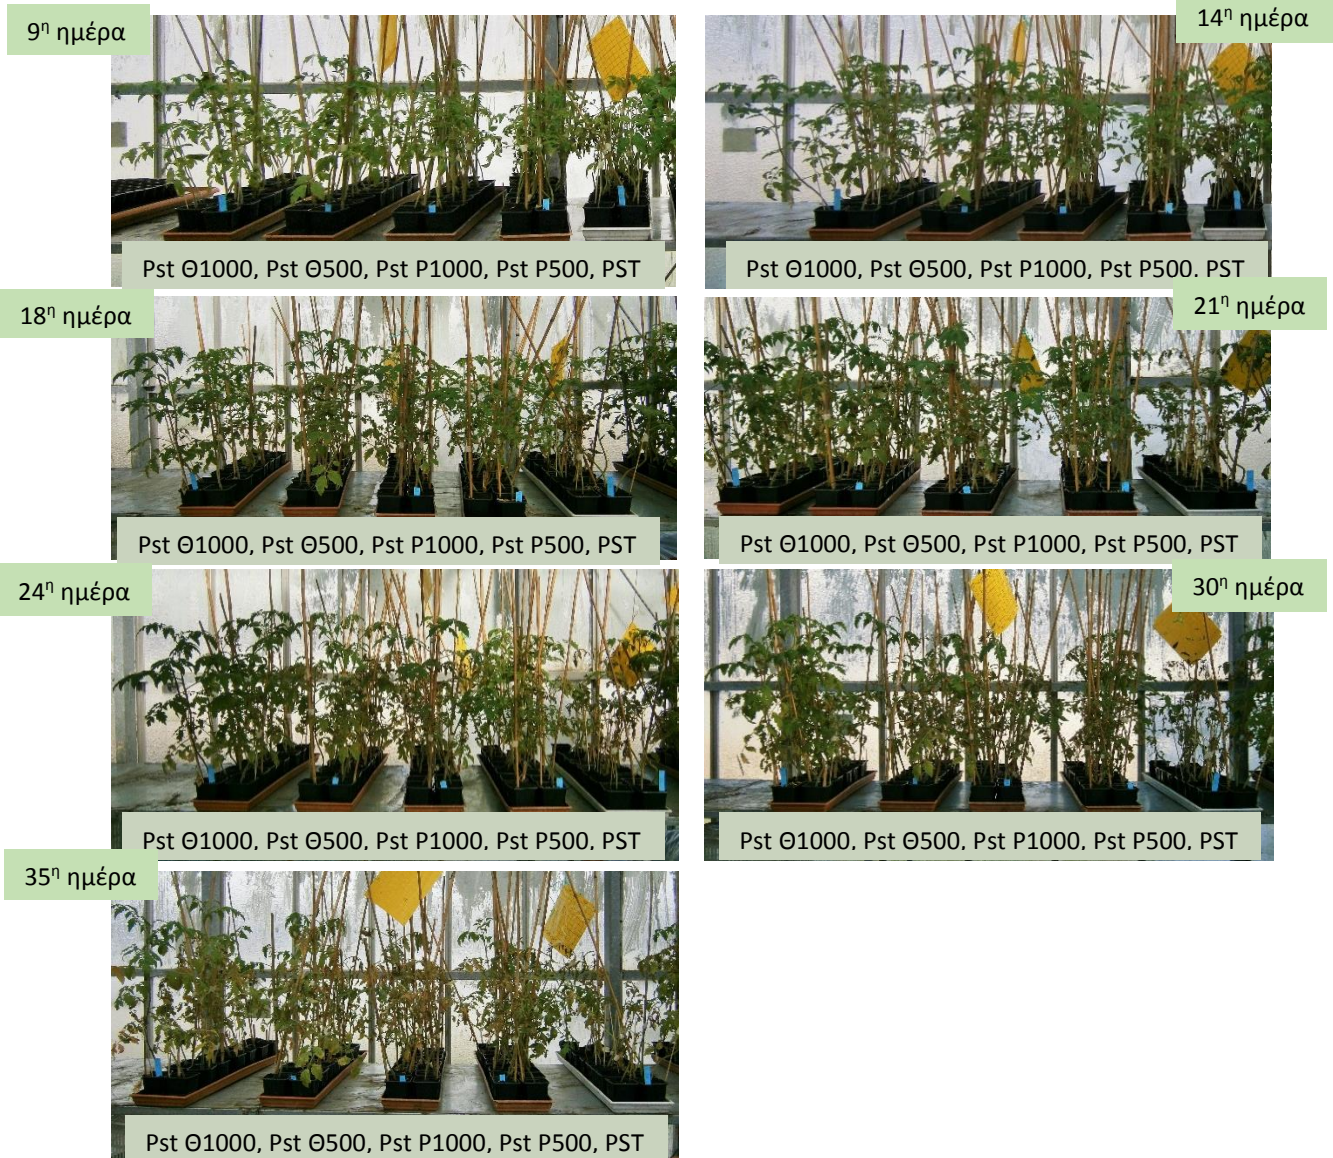 9η ημέρα
14η ημέρα
Pst Θ1000, Pst Θ500, Pst P1000, Pst P500, PST
Pst Θ1000, Pst Θ500, Pst P1000, Pst P500, PST
18η ημέρα
21η ημέρα
Pst Θ1000, Pst Θ500, Pst P1000, Pst P500, PST
Pst Θ1000, Pst Θ500, Pst P1000, Pst P500, PST
24η ημέρα
30η ημέρα
Pst Θ1000, Pst Θ500, Pst P1000, Pst P500, PST
Pst Θ1000, Pst Θ500, Pst P1000, Pst P500, PST
35η ημέρα
Pst Θ1000, Pst Θ500, Pst P1000, Pst P500, PST